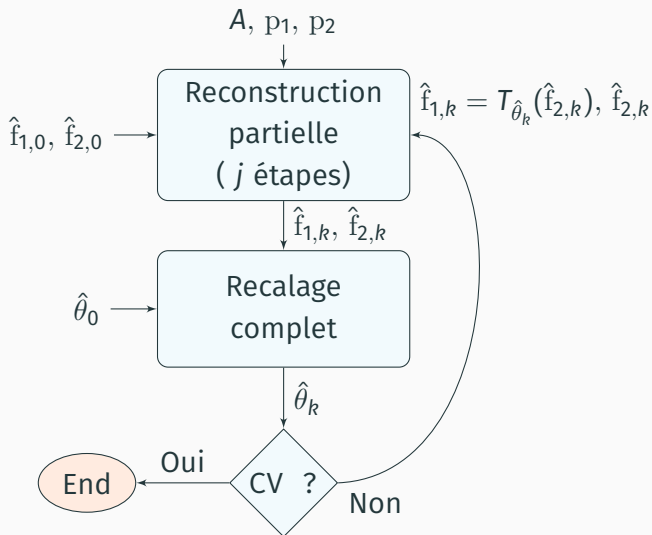 A, p₁, p₂
Reconstruction
partielle
( j étapes)
f̂₁,ₖ = T_θ̂ₖ(f̂₂,ₖ), f̂₂,ₖ
f̂₁,₀, f̂₂,₀
f̂₁,ₖ, f̂₂,ₖ
Recalage
complet
θ̂₀
θ̂ₖ
Oui
End
CV ?
Non